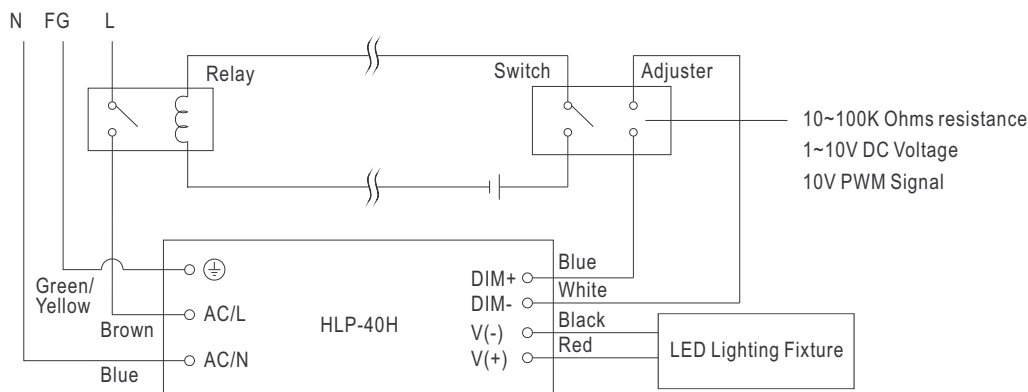 N FG L
Relay
Switch
Adjuster
10~100K Ohms resistance
1~10V DC Voltage
10V PWM Signal
Green/
Yellow
Brown
Blue
AC/L
AC/N
HLP-40H
DIM+
DIM-
V(-)
V(+)
Blue
White
Black
Red
LED Lighting Fixture